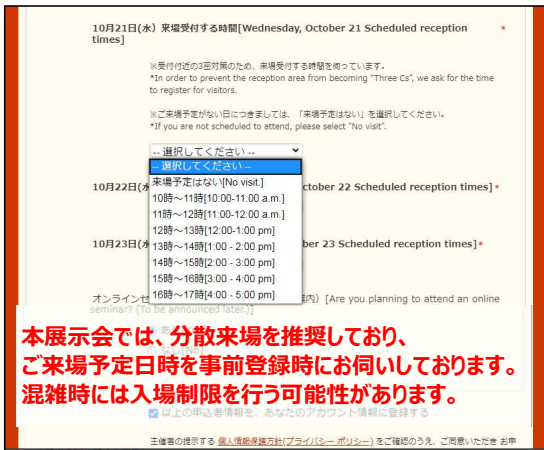 10月21日(水) 来場受付する時間[Wednesday, October 21 Scheduled reception *
times]
※受付付近の3密対策のため、来場受付する時間を伺っています。
*In order to prevent the reception area from becoming "Three Cs", we ask for the time
to register for visitors.
※ご来場予定がない日につきましては、「来場予定はない」を選択してください。
*If you are not scheduled to attend, please select "No visit".
-- 選択してください --
-- 選択してください --
来場予定はない[No visit.]
10月22日(水 ctober 22 Scheduled reception times] *
10時～11時[10:00-11:00 a.m.]
11時～12時[11:00-12:00 a.m.]
12時～13時[12:00-1:00 pm]
10月23日(木 ber 23 Scheduled reception times] *
13時～14時[1:00 - 2:00 pm]
14時～15時[2:00 - 3:00 pm]
15時～16時[3:00 - 4:00 pm]
16時～17時[4:00 - 5:00 pm]
オンラインセ 内) [Are you planning to attend an online
seminar? (To be announced later.)]
本展示会では、分散来場を推奨しており、
ご来場予定日時を事前登録時にお伺いしております。
混雑時には入場制限を行う可能性があります。
以上の申込者情報を、あなたのアカウント情報に登録する
主催者の提示する 個人情報保護方針(プライバシー ポリシー) をご確認のうえ、ご同意いただき お申